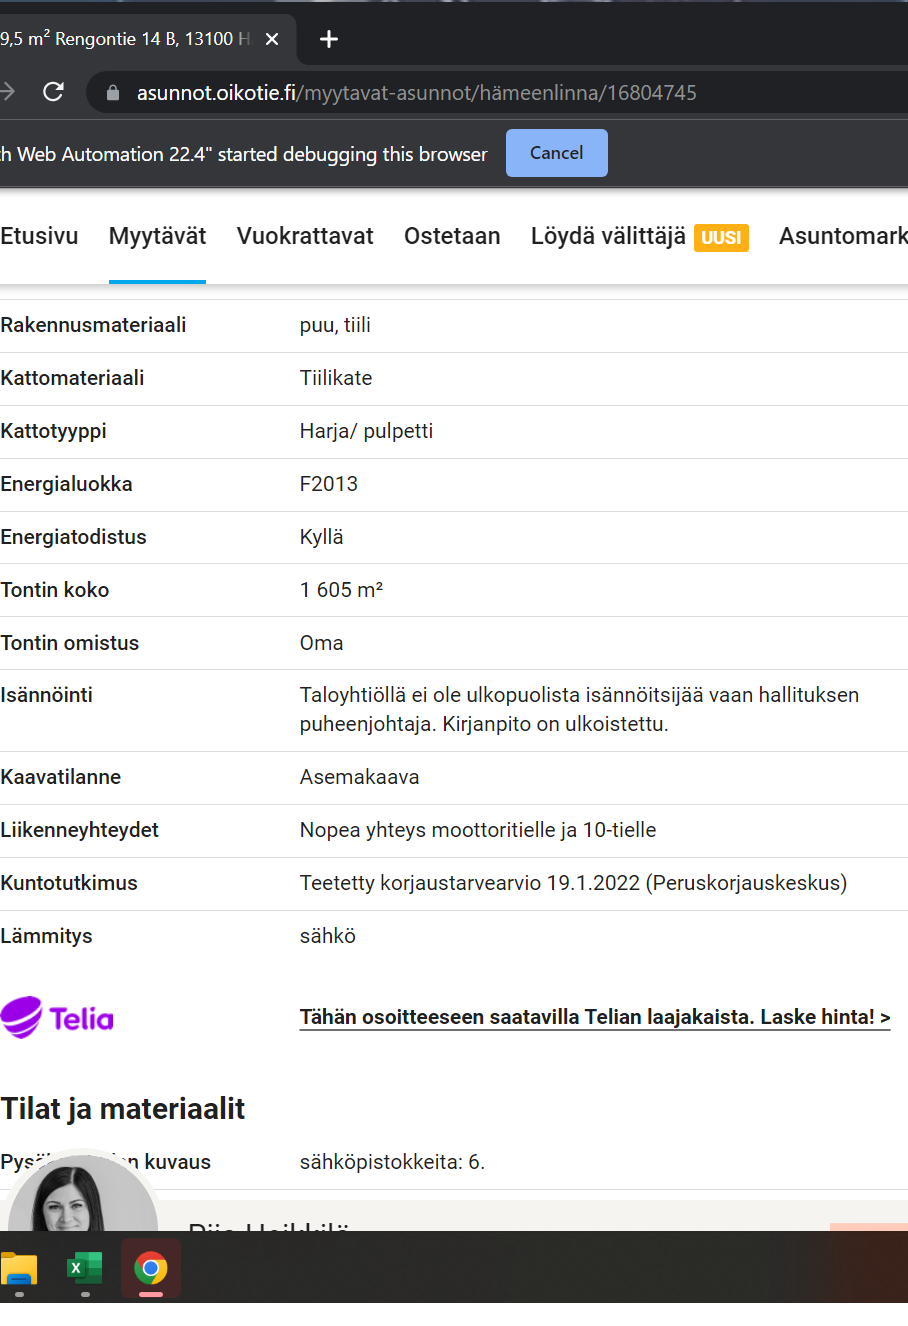 9,5 m² Rengontie 14 B, 13100 H
asunnot.oikotie.fi/myytavat-asunnot/hämeenlinna/16804745
h Web Automation 22.4" started debugging this browser Cancel
Etusivu Myytävät Vuokrattavat Ostetaan Löydä välittäjä UUSI Asuntomark
Rakennusmateriaali puu, tiili
Kattomateriaali Tiilikate
Kattotyyppi Harja/ pulpetti
Energialuokka F2013
Energiatodistus Kyllä
Tontin koko 1 605 m²
Tontin omistus Oma
Isännöinti Taloyhtiöllä ei ole ulkopuolista isännöitsijää vaan hallituksen
puheenjohtaja. Kirjanpito on ulkoistettu.
Kaavatilanne Asemakaava
Liikenneyhteydet Nopea yhteys moottoritielle ja 10-tielle
Kuntotutkimus Teetetty korjaustarvearvio 19.1.2022 (Peruskorjauskeskus)
Lämmitys sähkö
Telia Tähän osoitteeseen saatavilla Telian laajakaista. Laske hinta! >
Tilat ja materiaalit
kuvaus sähköpistokkeita: 6.